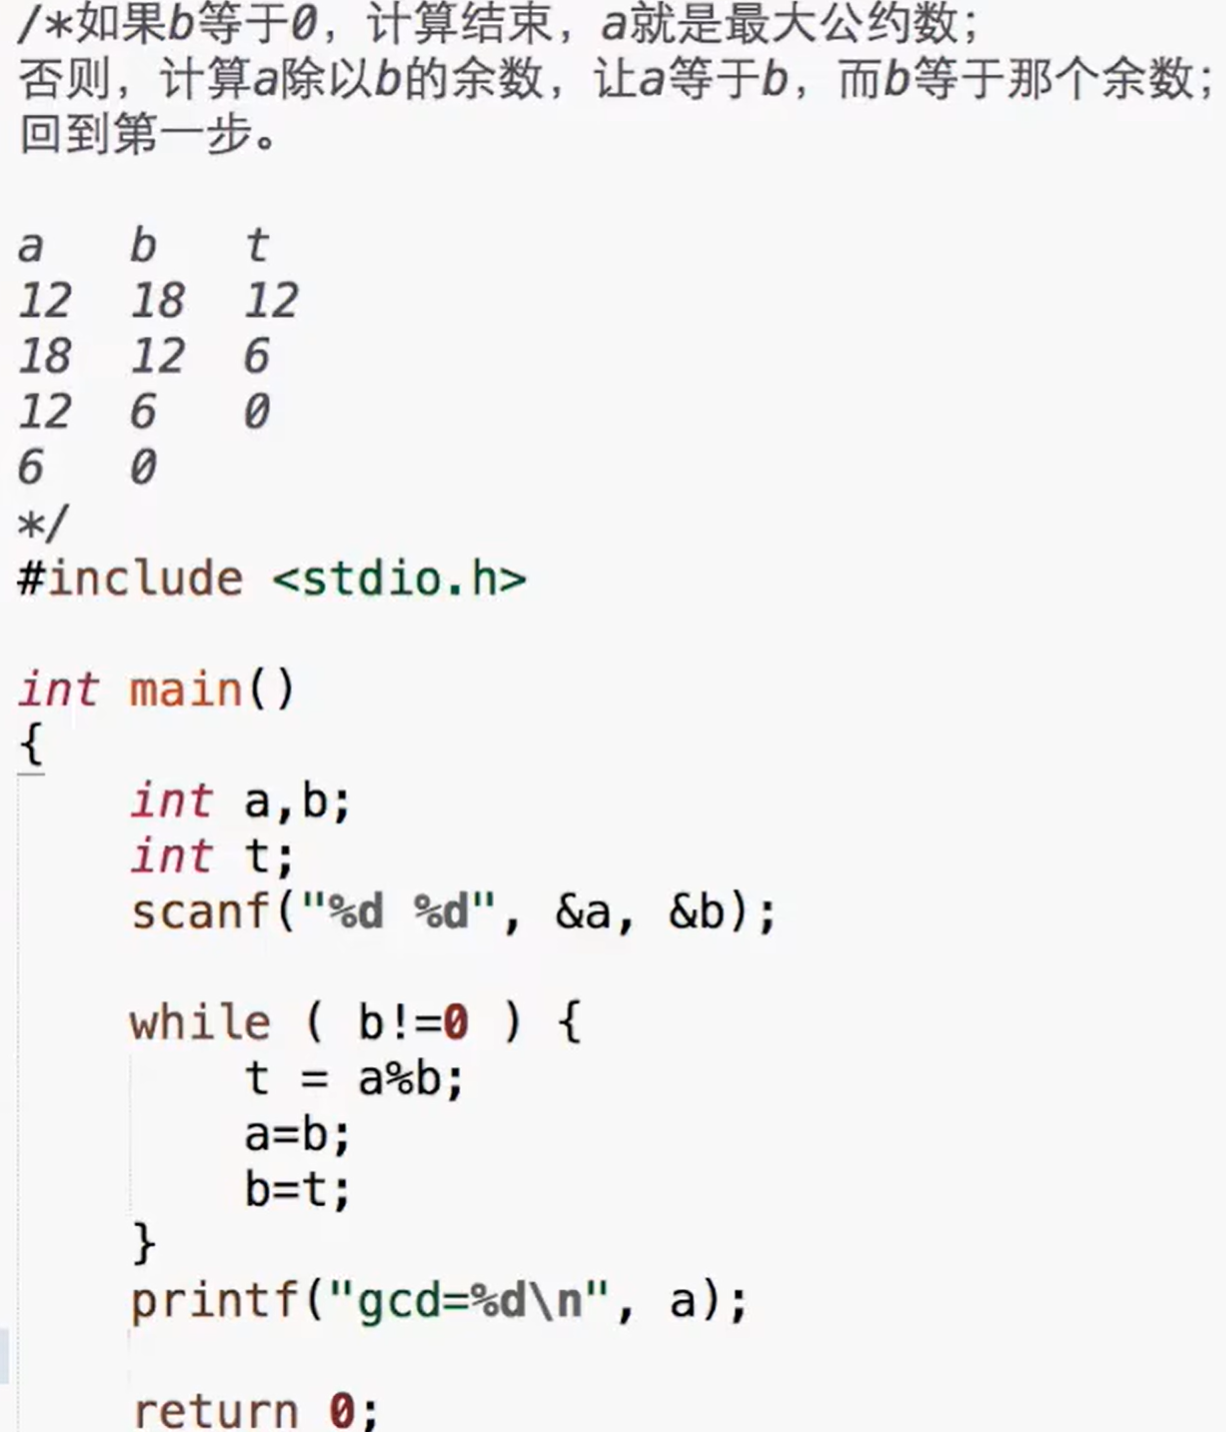 /*如果b等于0，计算结束，a就是最大公约数；
否则，计算a除以b的余数，让a等于b，而b等于那个余数；
回到第一步。
a b t
12 18 12
18 12 6
12 6 0
6 0
*/
#include <stdio.h>
int main()
{
int a,b;
int t;
scanf("%d %d", &a, &b);
while ( b!=0 ) {
t = a%b;
a=b;
b=t;
}
printf("gcd=%d\n", a);
return 0;